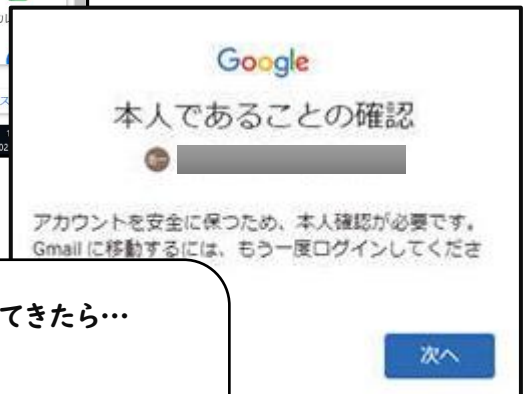 Google
本人であることの確認
アカウントを安全に保つため、本人確認が必要です。
Gmail に移動するには、もう一度ログインしてくださ
てきたら…
次へ